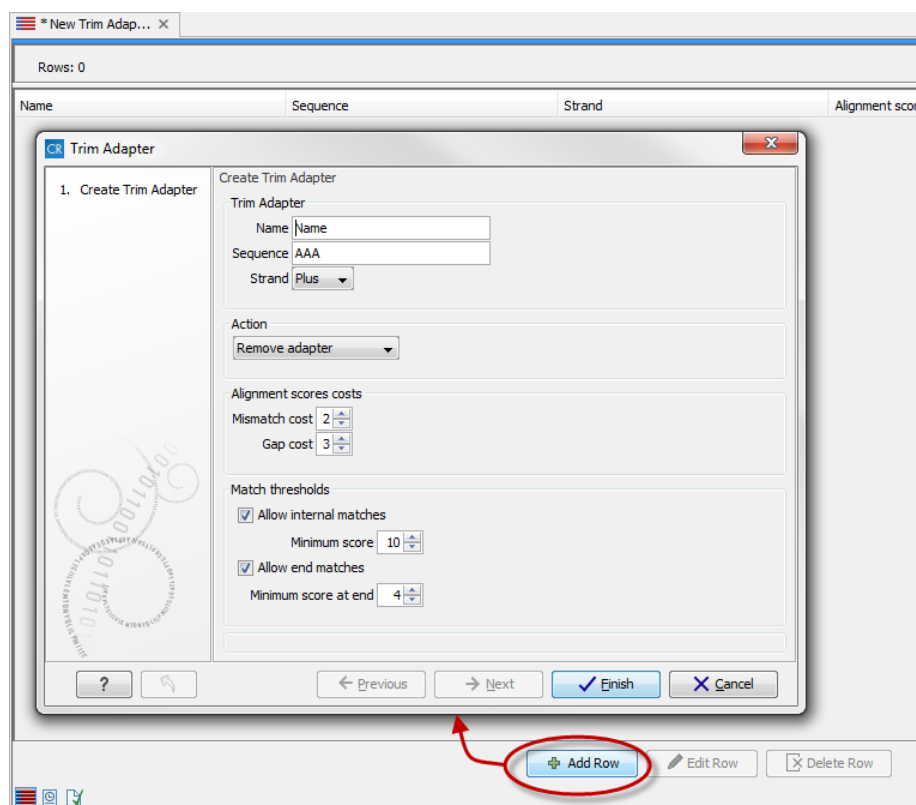 * New Trim Adap...
Rows: 0
Name Sequence Strand Alignment scor
CR Trim Adapter
1. Create Trim Adapter
Create Trim Adapter
Trim Adapter
Name Name
Sequence AAA
Strand Plus
Action
Remove adapter
Alignment scores costs
Mismatch cost 2
Gap cost 3
Match thresholds
Allow internal matches
Minimum score 10
Allow end matches
Minimum score at end 4
? Previous Next Finish Cancel
Add Row Edit Row Delete Row